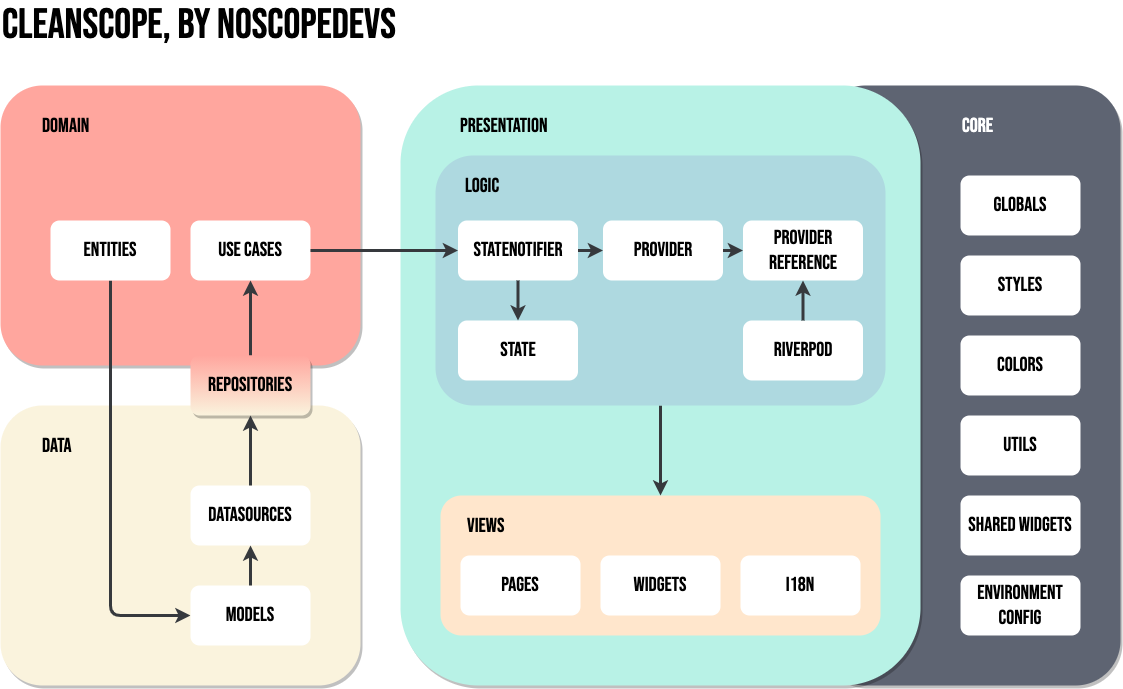 CLEANSCOPE, BY NOSCOPEDEVS
DOMAIN
ENTITIES
USE CASES
REPOSITORIES
DATA
DATASOURCES
MODELS
PRESENTATION
LOGIC
STATENOTIFIER
PROVIDER
PROVIDER
REFERENCE
STATE
RIVERPOD
VIEWS
PAGES
WIDGETS
I18N
CORE
GLOBALS
STYLES
COLORS
UTILS
SHARED WIDGETS
ENVIRONMENT
CONFIG